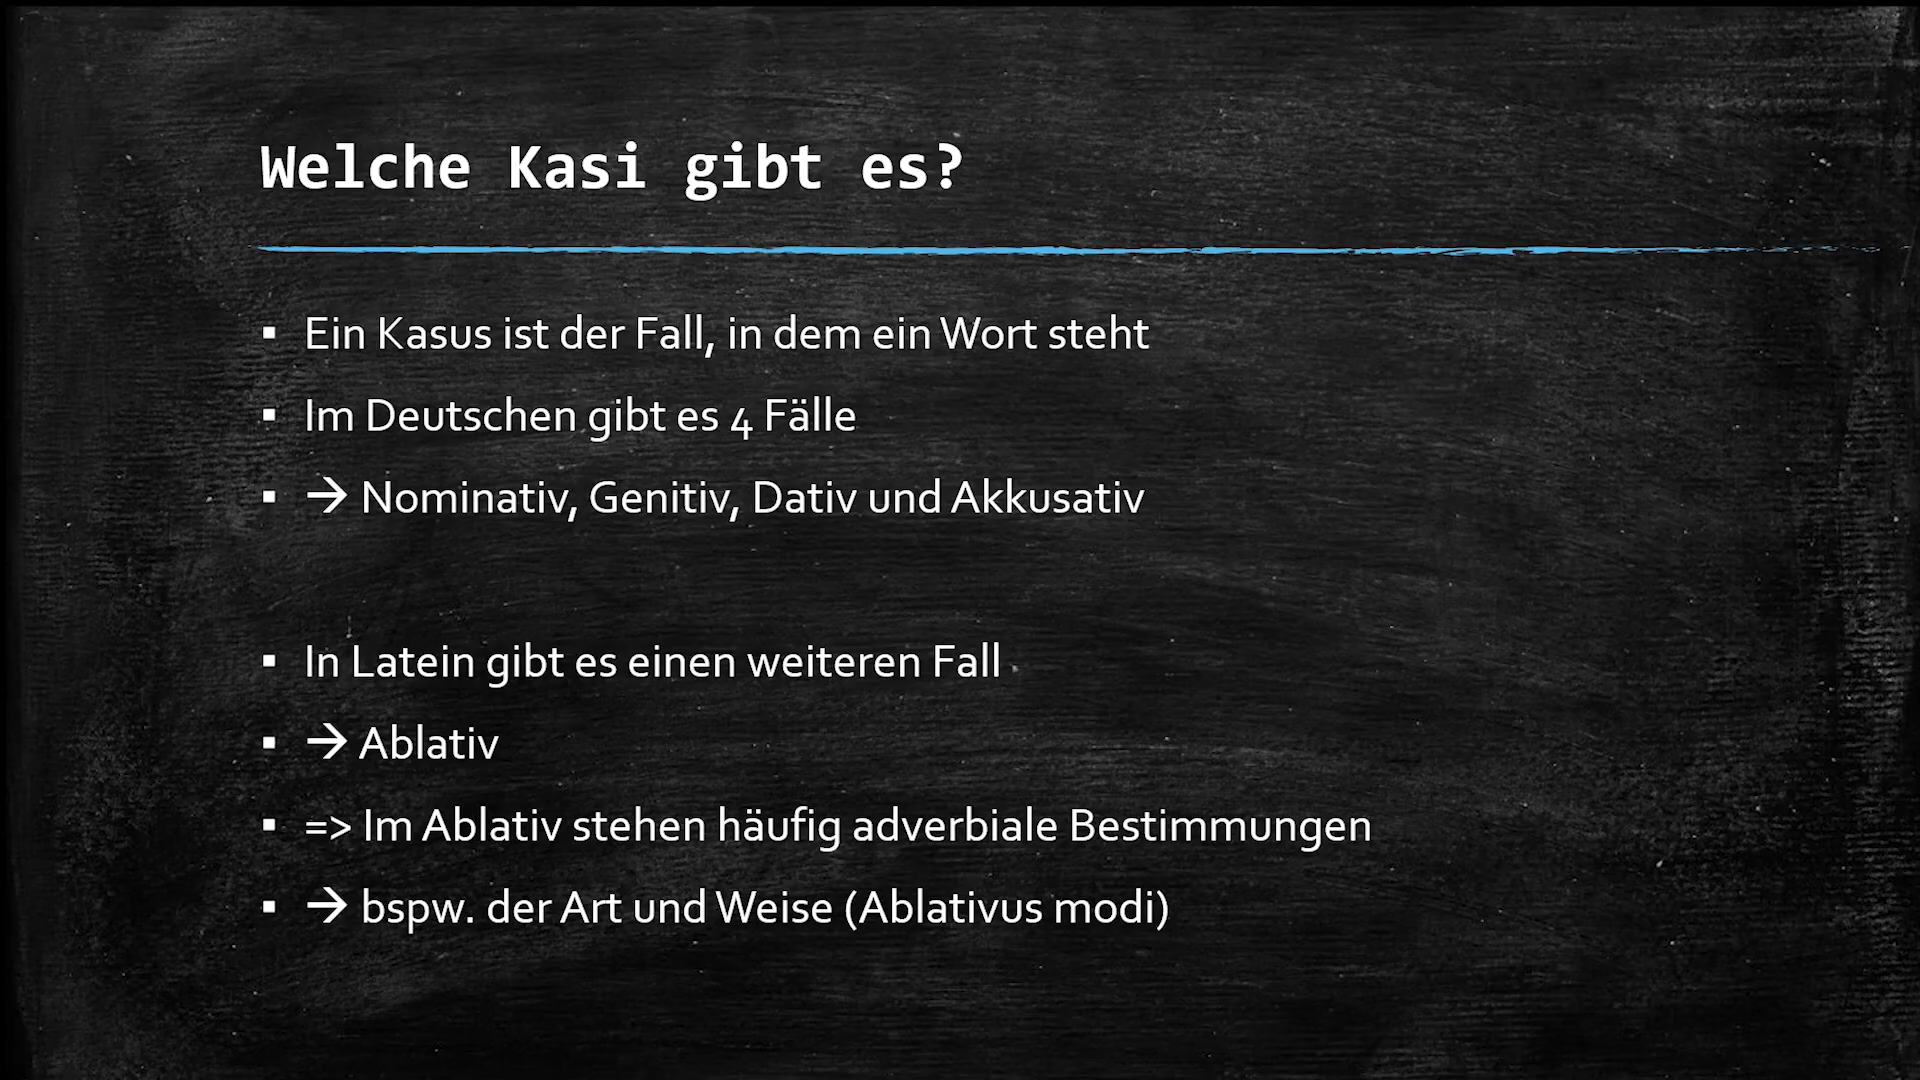 Welche Kasi gibt es?
▪ Ein Kasus ist der Fall, in dem ein Wort steht
▪ Im Deutschen gibt es 4 Fälle
▪ → Nominativ, Genitiv, Dativ und Akkusativ
▪ In Latein gibt es einen weiteren Fall
▪ → Ablativ
▪ => Im Ablativ stehen häufig adverbiale Bestimmungen
▪ → bspw. der Art und Weise (Ablativus modi)